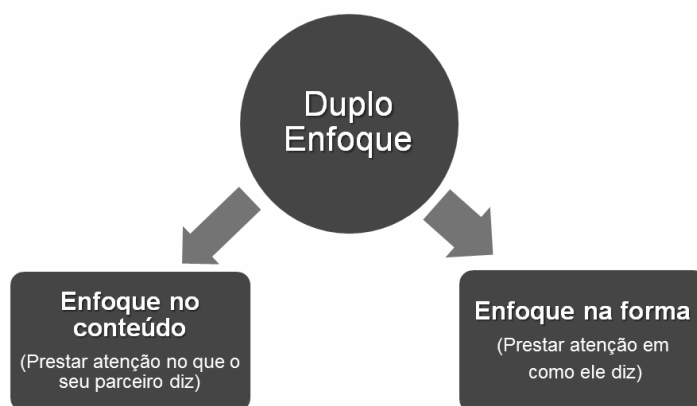 Duplo
Enfoque
Enfoque no
conteúdo
(Prestar atenção no que o
seu parceiro diz)
Enfoque na forma
(Prestar atenção em
como ele diz)